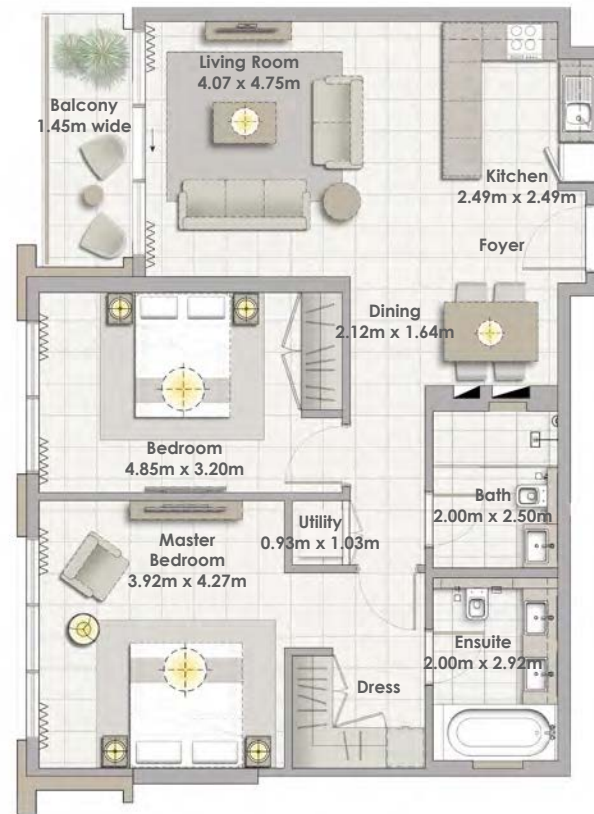 Living Room
4.07 x 4.75m
Balcony
1.45m wide
Kitchen
2.49m x 2.49m
Foyer
Dining
2.12m x 1.64m
Bedroom
4.85m x 3.20m
Bath
2.00m x 2.50m
Utility
0.93m x 1.03m
Master
Bedroom
3.92m x 4.27m
Ensuite
2.00m x 2.92m
Dress